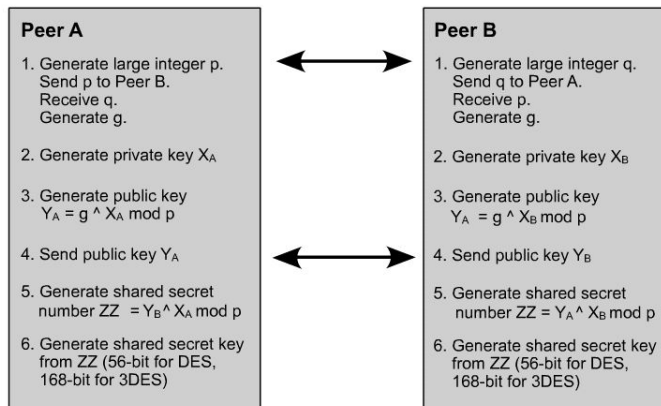 Peer A
1. Generate large integer p.
Send p to Peer B.
Receive q.
Generate g.
2. Generate private key XA
3. Generate public key
YA = g ^ XA mod p
4. Send public key YA
5. Generate shared secret
number ZZ = YB ^ XA mod p
6. Generate shared secret key
from ZZ (56-bit for DES,
168-bit for 3DES)
Peer B
1. Generate large integer q.
Send q to Peer A.
Receive p.
Generate g.
2. Generate private key XB
3. Generate public key
YA = g ^ XB mod p
4. Send public key YB
5. Generate shared secret
number ZZ = YA ^ XB mod p
6. Generate shared secret key
from ZZ (56-bit for DES,
168-bit for 3DES)